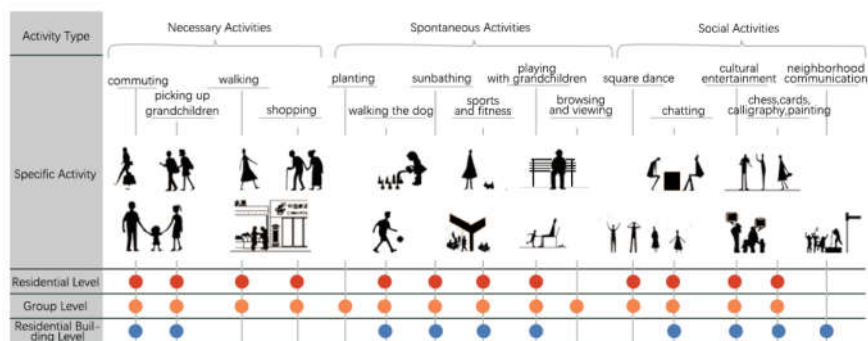 Activity Type
Necessary Activities
Spontaneous Activities
Social Activities
commuting
walking
planting
sunbathing
playing
with grandchildren
square dance
cultural
entertainment
neighborhood
communication
picking up
grandchildren
shopping
walking the dog
sports
and fitness
browsing
and viewing
chatting
chess,cards,
calligraphy,painting
Specific Activity
Residential Level
Group Level
Residential Buil-
ding Level